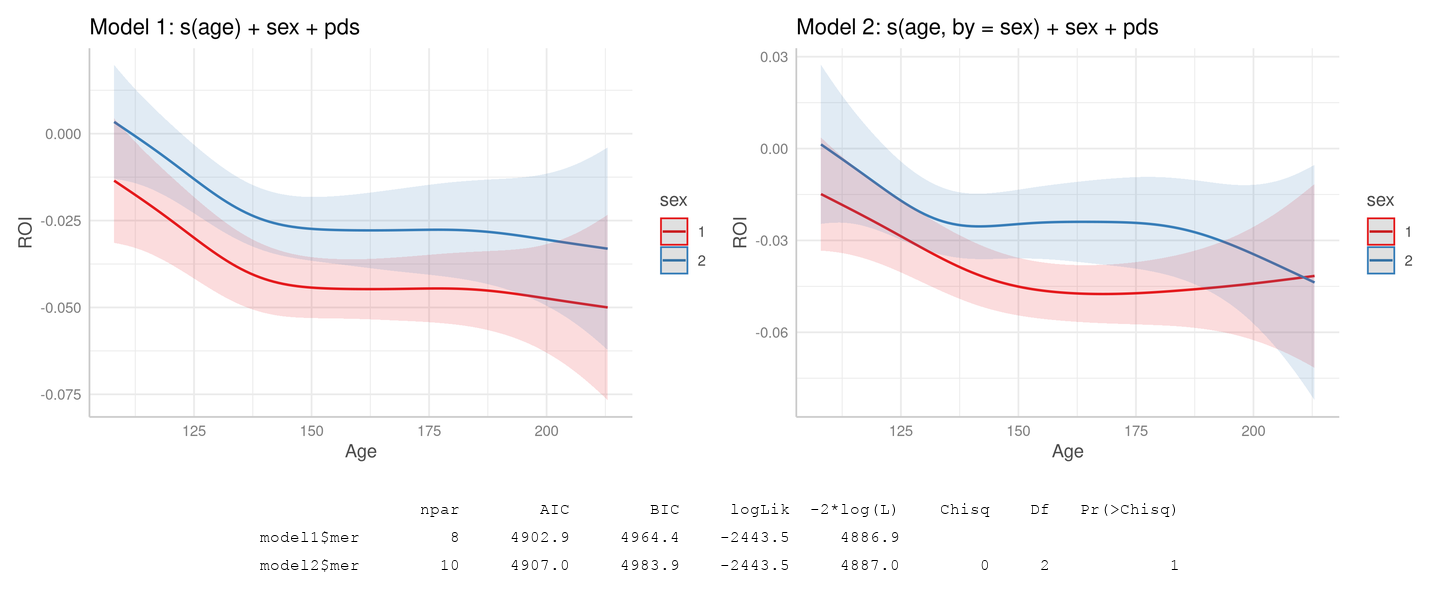 Model 1: s(age) + sex + pds
0.000
-0.025
-0.050
-0.075
ROI
125 150 175 200
Age
sex
1
2
Model 2: s(age, by = sex) + sex + pds
0.03
0.00
-0.03
-0.06
ROI
125 150 175 200
Age
sex
1
2
npar AIC BIC logLik -2*log(L) Chisq Df Pr(>Chisq)
model1$mer 8 4902.9 4964.4 -2443.5 4886.9
model2$mer 10 4907.0 4983.9 -2443.5 4887.0 0 2 1